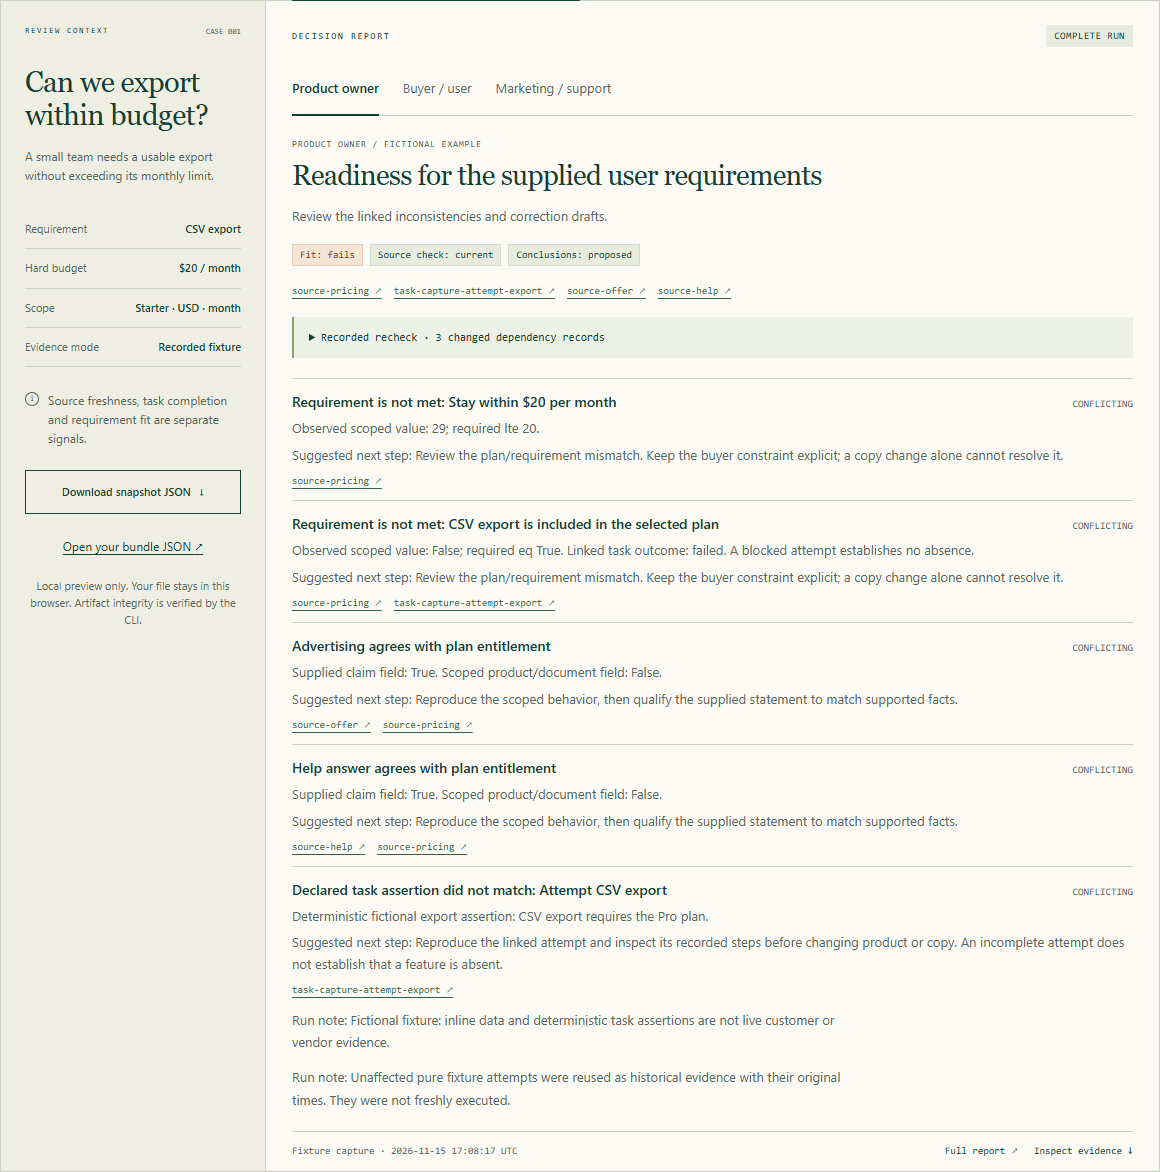 REVIEW CONTEXT
CASE 001
Can we export
within budget?
A small team needs a usable export
without exceeding its monthly limit.
Requirement
CSV export
Hard budget
$20 / month
Scope
Starter · USD · month
Evidence mode
Recorded fixture
Source freshness, task completion
and requirement fit are separate
signals.
Download snapshot JSON ↓
Open your bundle JSON ↗
Local preview only. Your file stays in this
browser. Artifact integrity is verified by the
CLI.
DECISION REPORT
COMPLETE RUN
Product owner
Buyer / user
Marketing / support
PRODUCT OWNER / FICTIONAL EXAMPLE
Readiness for the supplied user requirements
Review the linked inconsistencies and correction drafts.
Fit: fails
Source check: current
Conclusions: proposed
source-pricing ↗
task-capture-attempt-export ↗
source-offer ↗
source-help ↗
▶ Recorded recheck · 3 changed dependency records
Requirement is not met: Stay within $20 per month
CONFLICTING
Observed scoped value: 29; required lte 20.
Suggested next step: Review the plan/requirement mismatch. Keep the buyer constraint explicit; a copy change alone cannot resolve it.
source-pricing ↗
Requirement is not met: CSV export is included in the selected plan
CONFLICTING
Observed scoped value: False; required eq True. Linked task outcome: failed. A blocked attempt establishes no absence.
Suggested next step: Review the plan/requirement mismatch. Keep the buyer constraint explicit; a copy change alone cannot resolve it.
source-pricing ↗
task-capture-attempt-export ↗
Advertising agrees with plan entitlement
CONFLICTING
Supplied claim field: True. Scoped product/document field: False.
Suggested next step: Reproduce the scoped behavior, then qualify the supplied statement to match supported facts.
source-offer ↗
source-pricing ↗
Help answer agrees with plan entitlement
CONFLICTING
Supplied claim field: True. Scoped product/document field: False.
Suggested next step: Reproduce the scoped behavior, then qualify the supplied statement to match supported facts.
source-help ↗
source-pricing ↗
Declared task assertion did not match: Attempt CSV export
CONFLICTING
Deterministic fictional export assertion: CSV export requires the Pro plan.
Suggested next step: Reproduce the linked attempt and inspect its recorded steps before changing product or copy. An incomplete attempt does
not establish that a feature is absent.
task-capture-attempt-export ↗
Run note: Fictional fixture: inline data and deterministic task assertions are not live customer or
vendor evidence.
Run note: Unaffected pure fixture attempts were reused as historical evidence with their original
times. They were not freshly executed.
Fixture capture · 2026-11-15 17:08:17 UTC
Full report ↗
Inspect evidence ↓